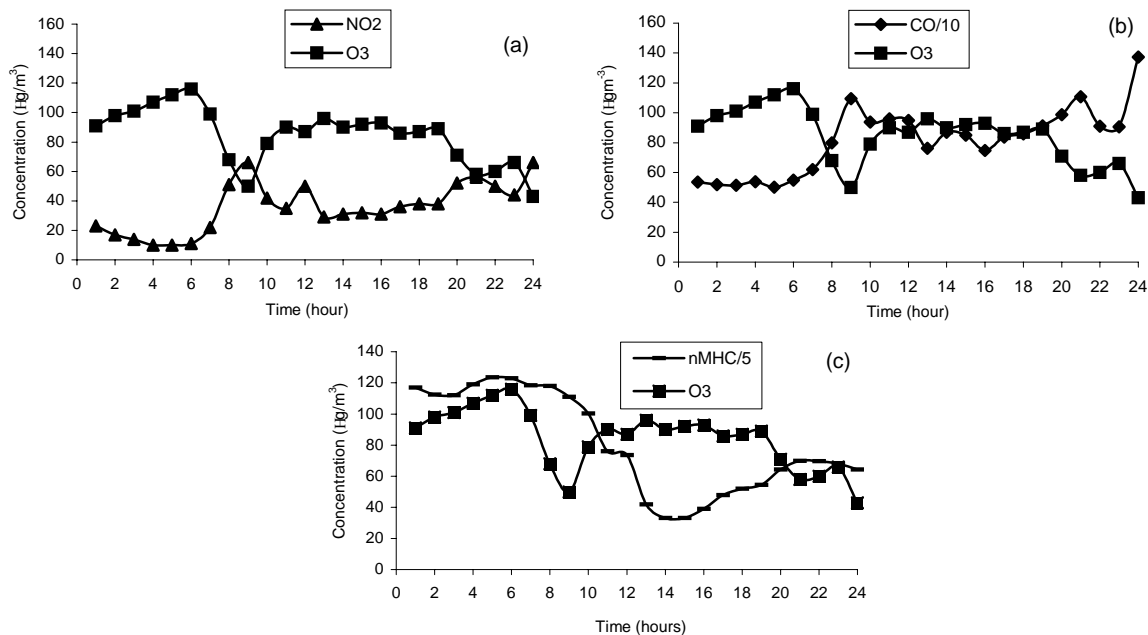 (a)
NO2
O3
Concentration (µg/m³)
160
140
120
100
80
60
40
20
0
0 2 4 6 8 10 12 14 16 18 20 22 24
Time (hour)
(b)
CO/10
O3
Concentration (µgm⁻³)
160
140
120
100
80
60
40
20
0
0 2 4 6 8 10 12 14 16 18 20 22 24
Time (hour)
(c)
nMHC/5
O3
Concentration (µg/m³)
140
120
100
80
60
40
20
0
0 2 4 6 8 10 12 14 16 18 20 22 24
Time (hours)